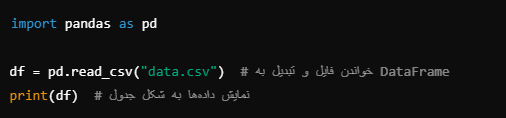 import pandas as pd
df = pd.read_csv("data.csv")  # خواندن فایل و تبدیل به DataFrame
print(df)  # نمایش داده‌ها به شکل جدول